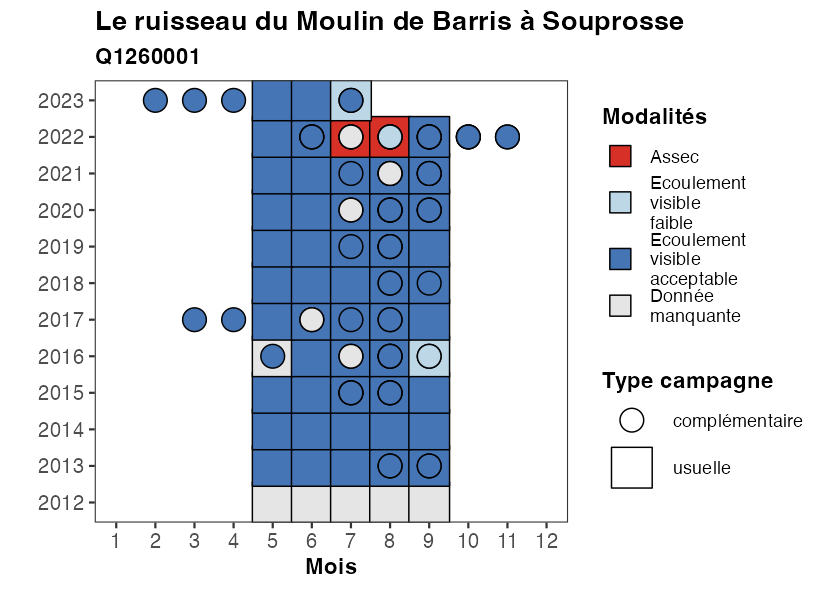 Le ruisseau du Moulin de Barris à Souprosse
Q1260001
2023
2022
2021
2020
2019
2018
2017
2016
2015
2014
2013
2012
1 2 3 4 5 6 7 8 9 10 11 12
Mois
Modalités
Assec
Ecoulement
visible
faible
Ecoulement
visible
acceptable
Donnée
manquante
Type campagne
complémentaire
usuelle